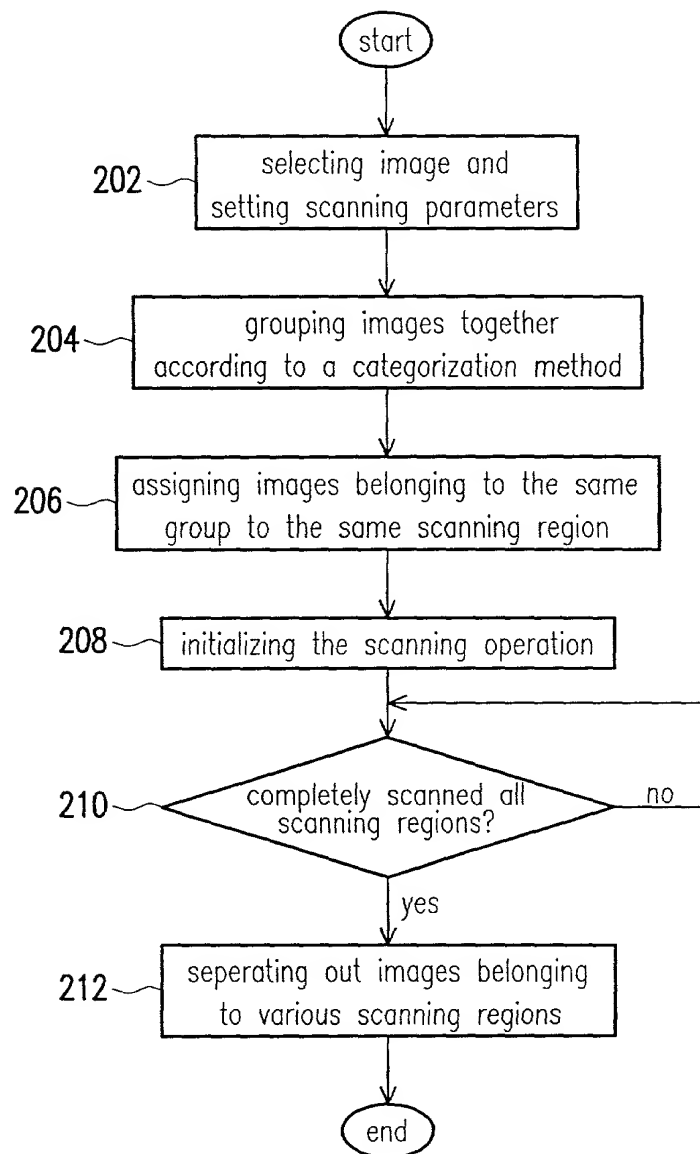 start
202
selecting image and
setting scanning parameters
204
grouping images together
according to a categorization method
206
assigning images belonging to the same
group to the same scanning region
208
initializing the scanning operation
210
completely scanned all
scanning regions?
no
yes
212
seperating out images belonging
to various scanning regions
end